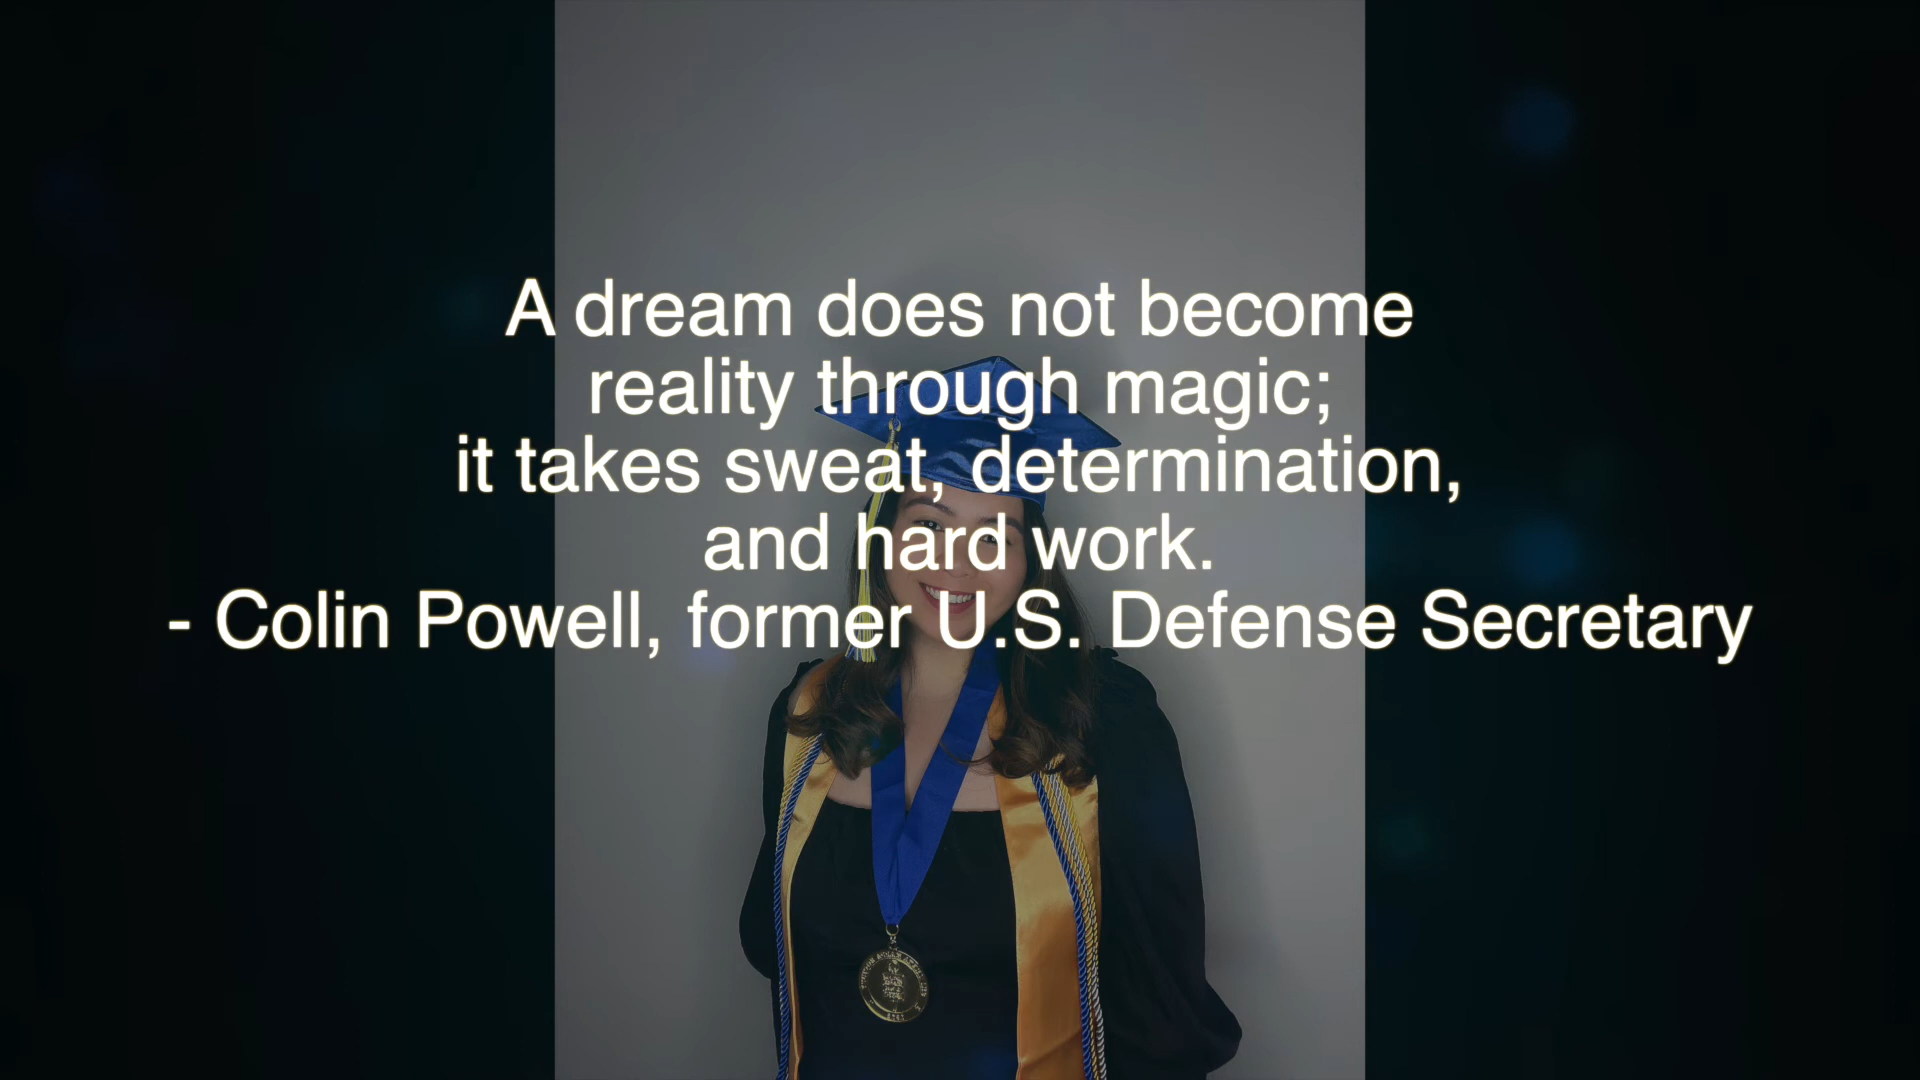 A dream does not become
reality through magic;
it takes sweat, determination,
and hard work.
- Colin Powell, former U.S. Defense Secretary